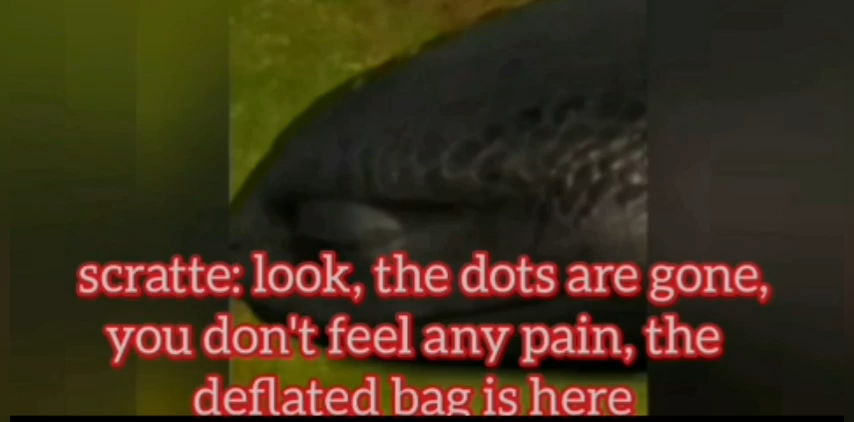 scratte: look, the dots are gone,
you don't feel any pain, the
deflated bag is here